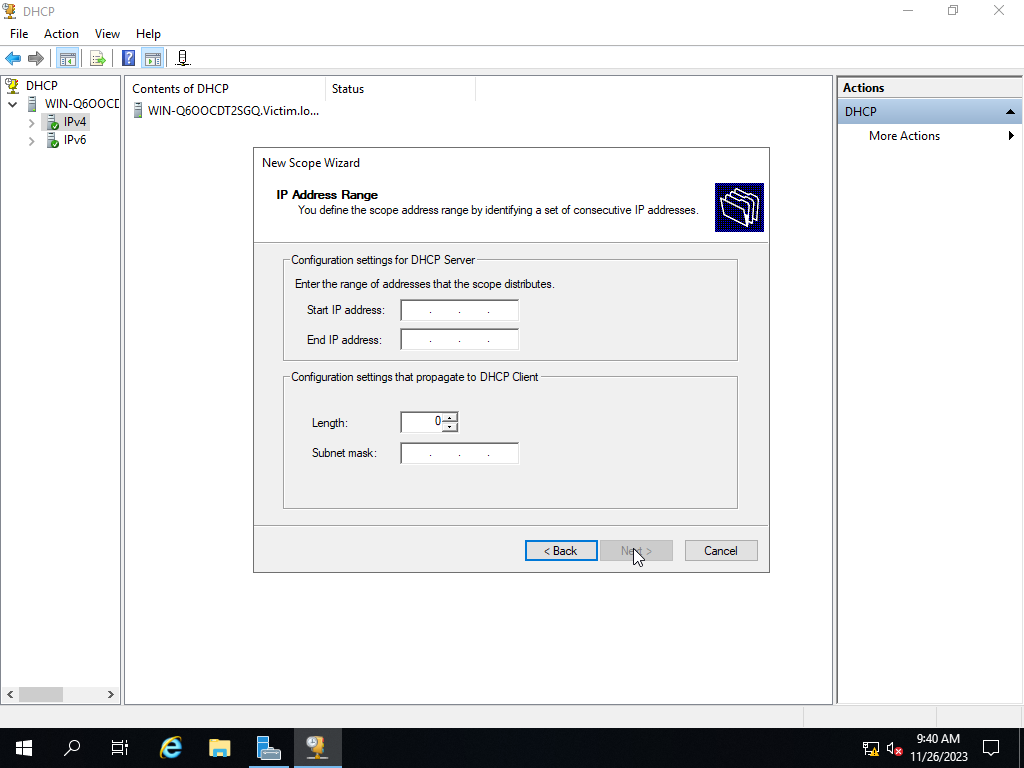 DHCP
File Action View Help
DHCP
WIN-Q6OOCD
IPv4
IPv6
Contents of DHCP Status
WIN-Q6OOCDT2SGQ.Victim.lo...
Actions
DHCP
More Actions
New Scope Wizard
IP Address Range
You define the scope address range by identifying a set of consecutive IP addresses.
Configuration settings for DHCP Server
Enter the range of addresses that the scope distributes.
Start IP address: . . .
End IP address: . . .
Configuration settings that propagate to DHCP Client
Length: 0
Subnet mask: . . .
< Back Next > Cancel
9:40 AM
11/26/2023